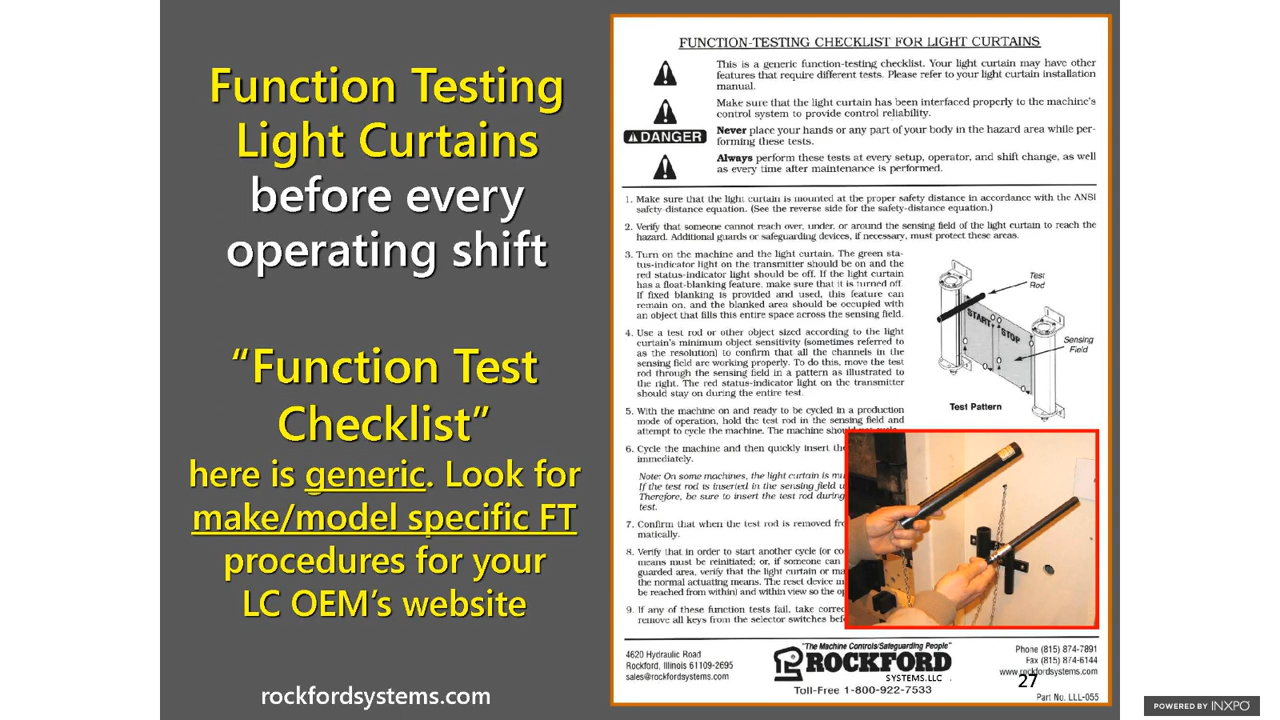 Function Testing
Light Curtains
before every
operating shift
“Function Test
Checklist”
here is generic. Look for
make/model specific FT
procedures for your
LC OEM’s website
rockfordsystems.com
FUNCTION-TESTING CHECKLIST FOR LIGHT CURTAINS
This is a generic function-testing checklist. Your light curtain may have other
features that require different tests. Please refer to your light curtain installation
manual.
Make sure that the light curtain has been interfaced properly to the machine's
control system to provide control reliability.
DANGER
Never place your hands or any part of your body in the hazard area while per-
forming these tests.
Always perform these tests at every setup, operator, and shift change, as well
as every time after maintenance is performed.
1. Make sure that the light curtain is mounted at the proper safety distance in accordance with the ANSI
safety-distance equation. (See the reverse side for the safety-distance equation.)
2. Verify that someone cannot reach over, under, or around the sensing field of the light curtain to reach the
hazard. Additional guards or safeguarding devices, if necessary, must protect these areas.
3. Turn on the machine and the light curtain. The green sta-
tus-indicator light on the transmitter should be on and the
red status-indicator light should be off. If the light curtain
has a float-blanking feature, make sure that it is turned off.
If fixed blanking is provided and used, this feature can
remain on, and the blanked area should be occupied with
an object that fills this entire space across the sensing field.
4. Use a test rod or other object sized according to the light
curtain's minimum object sensitivity (sometimes referred to
as the resolution) to confirm that all the channels in the
sensing field are working properly. To do this, move the test
rod through the sensing field in a pattern as illustrated to
the right. The red status-indicator light on the transmitter
should stay on during the entire test.
Test
Rod
START
STOP
Sensing
Field
Test Pattern
5. With the machine on and ready to be cycled in a production
mode of operation, hold the test rod in the sensing field and
attempt to cycle the machine. The machine
6. Cycle the machine and then quickly insert
immediately.
Note: On some machines, the light curtain is
If the test rod is inserted in the sensing field
Therefore, be sure to insert the test rod during
test.
7. Confirm that when the test rod is removed
matically.
8. Verify that in order to start another cycle (or
means must be reinitiated; or, if someone can
guarded area, verify that the light curtain or
the normal actuating means. The reset device
be reached from within) and within view so the
9. If any of these function tests fail, take
remove all keys from the selector switches
4620 Hydraulic Road
Rockford, Illinois 61109-2695
sales@rockfordsystems.com
"The Machine Controls/Safeguarding People"
ROCKFORD
SYSTEMS.LLC
Toll-Free 1-800-922-7533
Phone (815) 874-7891
Fax (815) 874-6144
www.rockfordsystems.com
27
Part No. LLL-055
POWERED BY INXPO